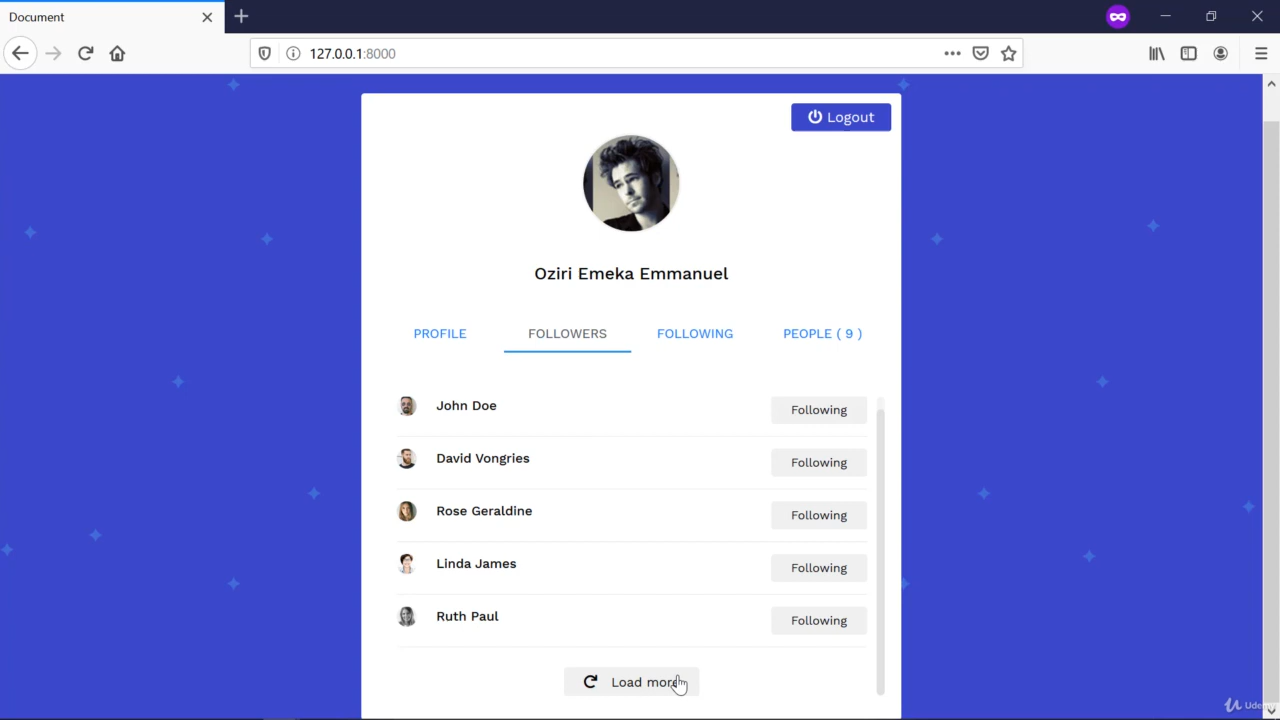 Document
127.0.0.1:8000
Logout
Oziri Emeka Emmanuel
PROFILE
FOLLOWERS
FOLLOWING
PEOPLE ( 9 )
John Doe
Following
David Vongries
Following
Rose Geraldine
Following
Linda James
Following
Ruth Paul
Following
Load more
Udemy